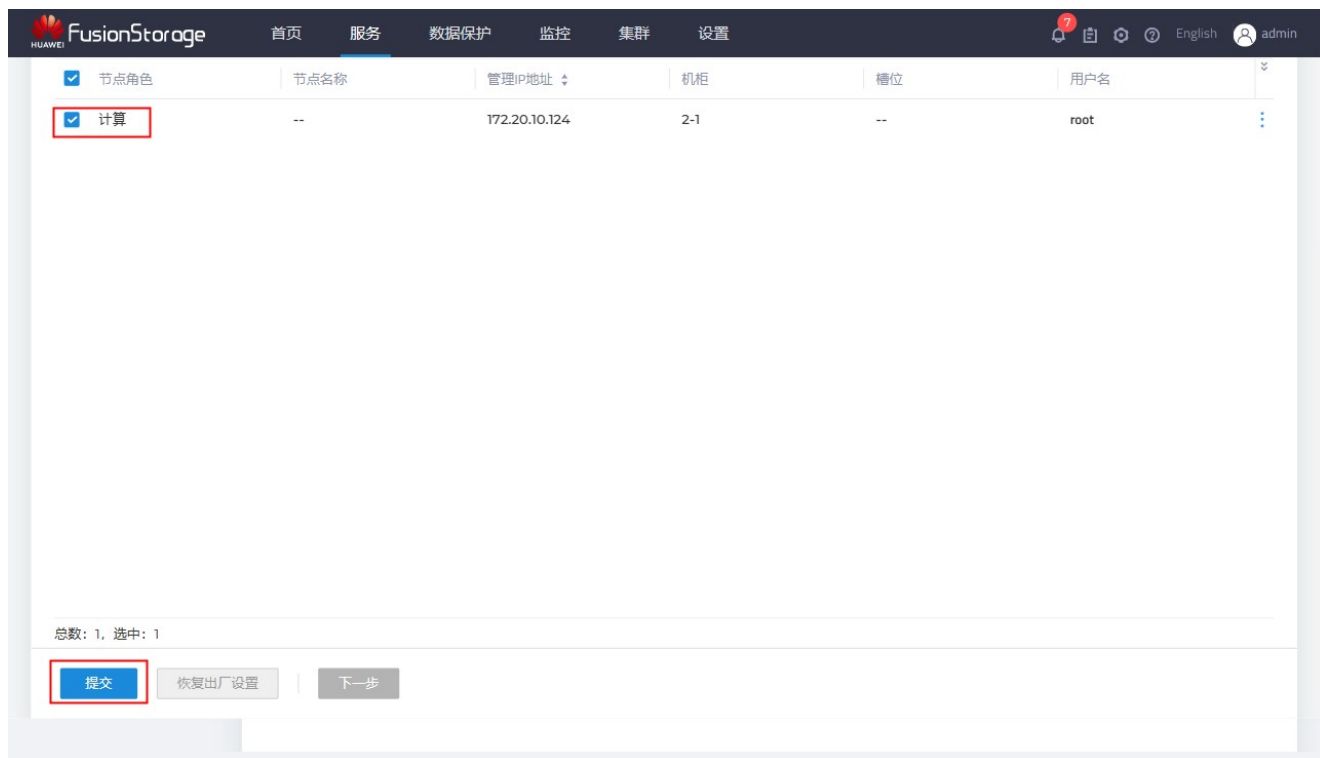 HUAWEI FusionStorage 首页 服务 数据保护 监控 集群 设置 7 English admin
节点角色 节点名称 管理IP地址 机柜 槽位 用户名
计算 -- 172.20.10.124 2-1 -- root
总数: 1, 选中: 1
提交 恢复出厂设置 下一步